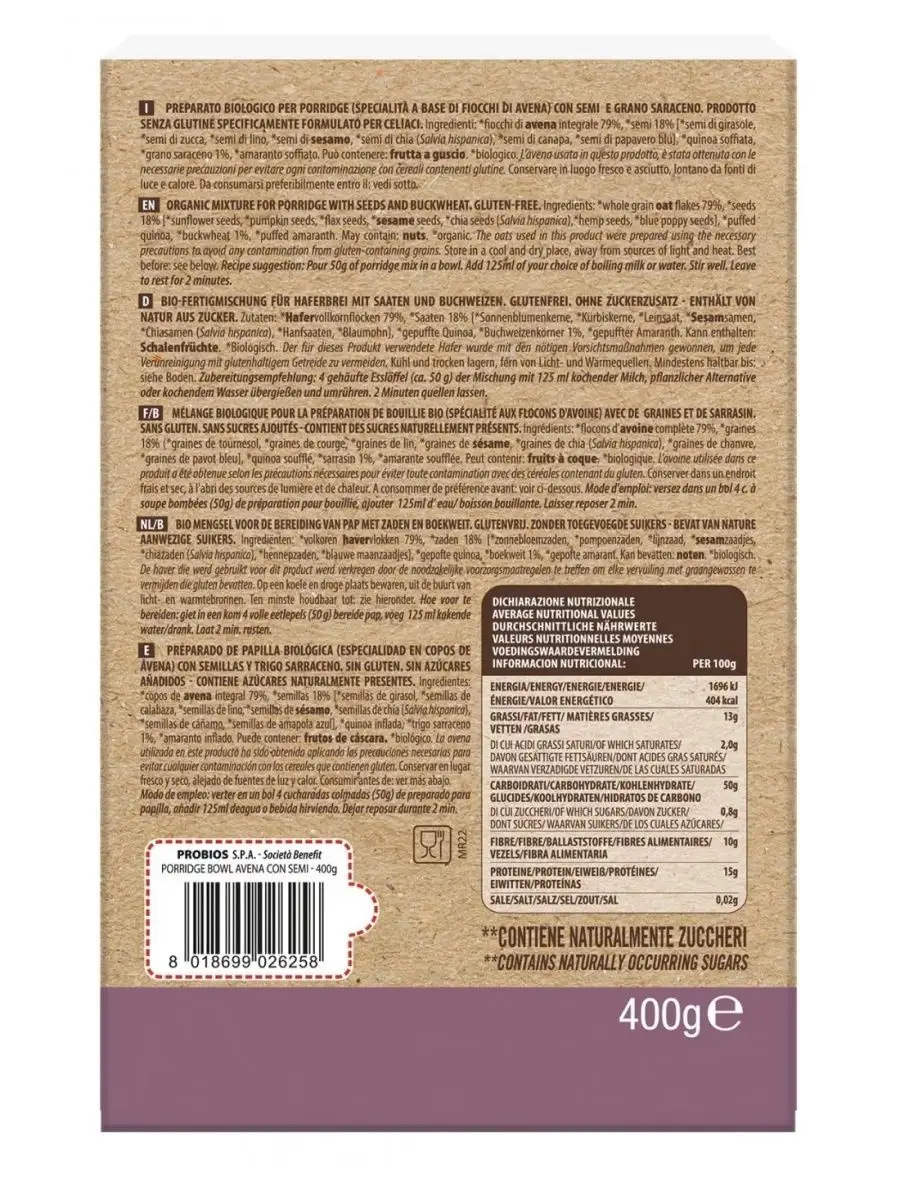 I PREPARATO BIOLOGICO PER PORRIDGE (SPECIALITÀ A BASE DI FIOCCHI DI AVENA) CON SEMI E GRANO SARACENO. PRODOTTO
SENZA GLUTINE SPECIFICAMENTE FORMULATO PER CELIACI. Ingredienti: *fiocchi di avena integrale 79%, *semi 18% [*semi di girasole,
*semi di zucca, *semi di lino, *semi di sesamo, *semi di chia (Salvia hispanica), *semi di canapa, *semi di papavero blu], *quinoa soffiata,
*grano saraceno 1%, *amaranto soffiato. Può contenere: frutta a guscio. *biologico. L'avena usata in questo prodotto, è stata ottenuta con le
necessarie precauzioni per evitare ogni contaminazione con cereali contenenti glutine. Conservare in luogo fresco e asciutto, lontano da fonti di
luce e calore. Da consumarsi preferibilmente entro il: vedi sotto.
EN ORGANIC MIXTURE FOR PORRIDGE WITH SEEDS AND BUCKWHEAT. GLUTEN-FREE. Ingredients: *whole grain oat flakes 79%, *seeds
18% [*sunflower seeds, *pumpkin seeds, *flax seeds, *sesame seeds, *chia seeds (Salvia hispanica), *hemp seeds, *blue poppy seeds], *puffed
quinoa, *buckwheat 1%, *puffed amaranth. May contain: nuts. *organic. The oats used in this product were prepared using the necessary
precautions to avoid any contamination from gluten-containing grains. Store in a cool and dry place, away from sources of light and heat. Best
before: see below. Recipe suggestion: Pour 50g of porridge mix in a bowl. Add 125ml of your choice of boiling milk or water. Stir well. Leave
to rest for 2 minutes.
D BIO-FERTIGMISCHUNG FÜR HAFERBREI MIT SAATEN UND BUCHWEIZEN. GLUTENFREI. OHNE ZUCKERZUSATZ - ENTHÄLT VON
NATUR AUS ZUCKER. Zutaten: *Hafervollkornflocken 79%, *Saaten 18% [*Sonnenblumenkerne, *Kürbiskerne, *Leinsaat, *Sesamsamen,
*Chiasamen (Salvia hispanica), *Hanfsaaten, *Blaumohn], *gepuffte Quinoa, *Buchweizenkörner 1%, *gepuffter Amaranth. Kann enthalten:
Schalenfrüchte. *Biologisch. Der für dieses Produkt verwendete Hafer wurde mit den nötigen Vorsichtsmaßnahmen gewonnen, um jede
Verunreinigung mit glutenhaltigem Getreide zu vermeiden. Kühl und trocken lagern, fern von Licht- und Wärmequellen. Mindestens haltbar bis:
siehe Boden. Zubereitungsempfehlung: 4 gehäufte Esslöffel (ca. 50 g) der Mischung mit 125 ml kochender Milch, pflanzlicher Alternative
oder kochendem Wasser übergießen und umrühren. 2 Minuten quellen lassen.
F/B MÉLANGE BIOLOGIQUE POUR LA PRÉPARATION DE BOUILLIE BIO (SPÉCIALITÉ AUX FLOCONS D'AVOINE) AVEC DE GRAINES ET DE SARRASIN.
SANS GLUTEN. SANS SUCRES AJOUTÉS - CONTIENT DES SUCRES NATURELLEMENT PRÉSENTS. Ingrédients: *flocons d'avoine complète 79%, *graines
18% (*graines de tournesol, *graines de courge, *graines de lin, *graines de sésame, *graines de chia (Salvia hispanica), *graines de chanvre,
*graines de pavot bleu], *quinoa soufflé, *sarrasin 1%, *amarante soufflée. Peut contenir: fruits à coque. *biologique. L'avoine utilisée dans ce
produit a été obtenue selon les précautions nécessaires pour éviter toute contamination avec des céréales contenant du gluten. Conserver dans un endroit
frais et sec, à l'abri des sources de lumière et de chaleur. A consommer de préférence avant: voir ci-dessous. Mode d'emploi: versez dans un bol 4 c. à
soupe bombées (50g) de préparation pour bouillie, ajouter 125ml d' eau/ boisson bouillante. Laisser reposer 2 min.
NL/B BIO MENGSEL VOOR DE BEREIDING VAN PAP MET ZADEN EN BOEKWEIT. GLUTENVRIJ. ZONDER TOEGEVOEGDE SUIKERS - BEVAT VAN NATURE
AANWEZIGE SUIKERS. Ingrediënten: *volkoren havervlokken 79%, *zaden 18% [*zonnebloemzaden, *pompoenzaden, *lijnzaad, *sesamzaadjes,
*chiazaden (Salvia hispanica), *hennepzaden, *blauwe maanzaadjes], *gepofte quinoa, *boekweit 1%, *gepofte amarant. Kan bevatten: noten. *biologisch.
De haver die werd gebruikt voor dit product werd verkregen door de noodzakelijke voorzorgsmaatregelen te treffen om elke vervuiling met graangewassen te
vermijden die gluten bevatten. Op een koele en droge plaats bewaren, uit de buurt van
licht- en warmtebronnen. Ten minste houdbaar tot: zie hieronder. Hoe voor te
bereiden: giet in een kom 4 volle eetlepels (50 g) bereide pap, voeg 125 ml kokende
water/drank. Laat 2 min. rusten.
E PREPARADO DE PAPILLA BIOLÓGICA (ESPECIALIDAD EN COPOS DE
AVENA) CON SEMILLAS Y TRIGO SARRACENO. SIN GLUTEN. SIN AZÚCARES
AÑADIDOS - CONTIENE AZÚCARES NATURALMENTE PRESENTES. Ingredientes:
*copos de avena integral 79%, *semillas 18% [*semillas de girasol, *semillas de
calabaza, *semillas de lino, *semillas de sésamo, *semillas de chia (Salvia hispanica),
*semillas de cáñamo, *semillas de amapola azul], *quinoa inflada, *trigo sarraceno
1%, *amaranto inflado. Puede contener: frutos de cáscara. *biológico. La avena
utilizada en este producto ha sido obtenida aplicando las precauciones necesarias para
evitar cualquier contaminación con los cereales que contienen gluten. Conservar en lugar
fresco y seco, alejado de fuentes de luz y calor. Consumir antes de: ver más abajo.
Modo de empleo: verter en un bol 4 cucharadas colmadas (50g) de preparado para
papilla, añadir 125ml deagua o bebida hirviendo. Dejar reposar durante 2 min.
DICHIARAZIONE NUTRIZIONALE
AVERAGE NUTRITIONAL VALUES
DURCHSCHNITTLICHE NÄHRWERTE
VALEURS NUTRITIONNELLES MOYENNES
VOEDINGSWAARDEVERMELDING
INFORMACION NUTRICIONAL: PER 100g
ENERGIA/ENERGY/ENERGIE/ENERGIE/ 1696 kJ
ÉNERGIE/VALOR ENERGÉTICO 404 kcal
GRASSI/FAT/FETT/ MATIÈRES GRASSES/ 13g
VETTEN /GRASAS
DI CUI ACIDI GRASSI SATURI/OF WHICH SATURATES/ 2,0g
DAVON GESÄTTIGTE FETTSÄUREN/DONT ACIDES GRAS SATURÉS/
WAARVAN VERZADIGDE VETZUREN/DE LAS CUALES SATURADAS
CARBOIDRATI/CARBOHYDRATE/KOHLENHYDRATE/ 50g
GLUCIDES/KOOLHYDRATEN/HIDRATOS DE CARBONO
DI CUI ZUCCHERI/OF WHICH SUGARS/DAVON ZUCKER/ 0,8g
DONT SUCRES/ WAARVAN SUIKERS/DE LOS CUALES AZÚCARES/
FIBRE/FIBRE/BALLASTSTOFFE/FIBRES ALIMENTAIRES/ 10g
VEZELS/FIBRA ALIMENTARIA
PROTEINE/PROTEIN/EIWEIß/PROTÉINES/ 15g
EIWITTEN/PROTEÍNAS
SALE/SALT/SALZ/SEL/ZOUT/SAL 0,02g
MR22
PROBIOS S.P.A. - Società Benefit
PORRIDGE BOWL AVENA CON SEMI - 400g
8 018699 026258
**CONTIENE NATURALMENTE ZUCCHERI
**CONTAINS NATURALLY OCCURRING SUGARS
400g e